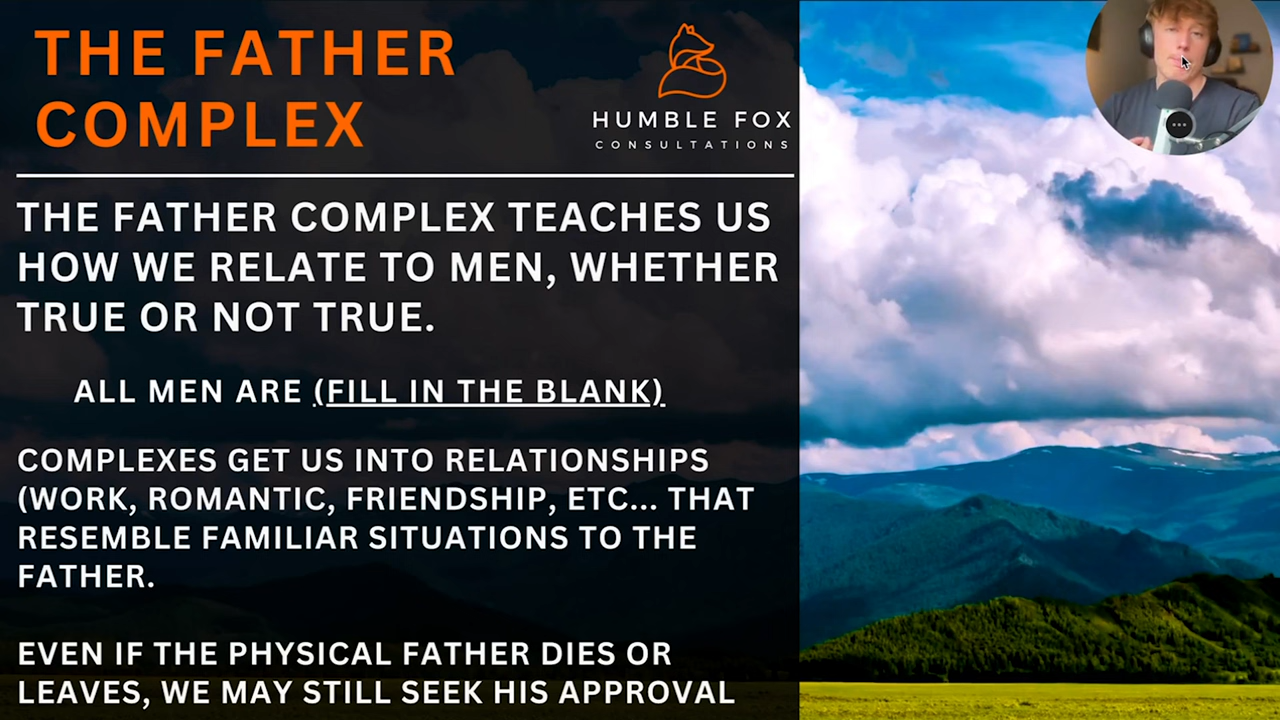 THE FATHER
COMPLEX
HUMBLE FOX
CONSULTATIONS
THE FATHER COMPLEX TEACHES US
HOW WE RELATE TO MEN, WHETHER
TRUE OR NOT TRUE.
ALL MEN ARE (FILL IN THE BLANK)
COMPLEXES GET US INTO RELATIONSHIPS
(WORK, ROMANTIC, FRIENDSHIP, ETC... THAT
RESEMBLE FAMILIAR SITUATIONS TO THE
FATHER.
EVEN IF THE PHYSICAL FATHER DIES OR
LEAVES, WE MAY STILL SEEK HIS APPROVAL